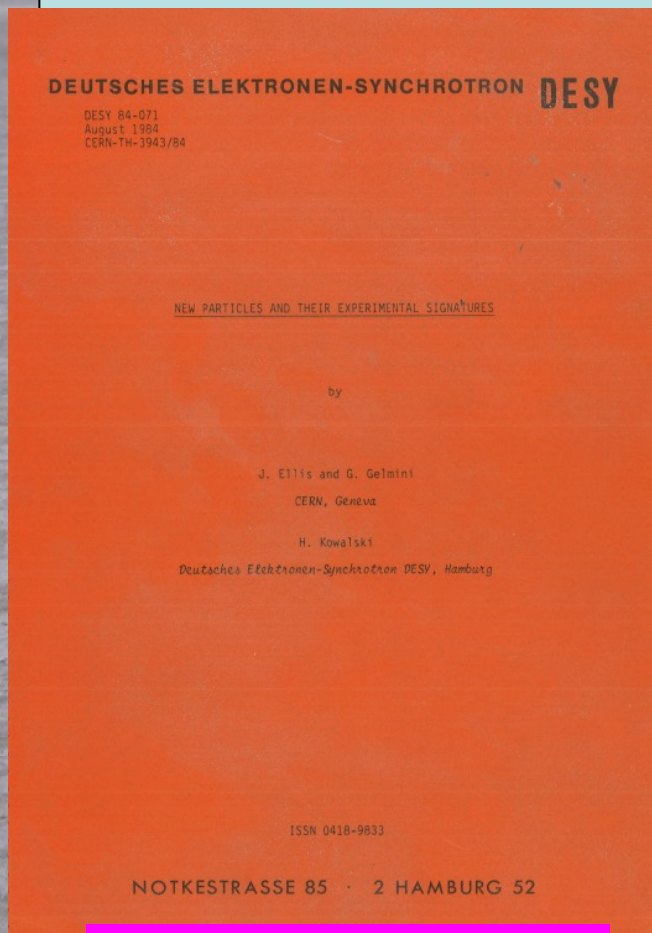 DEUTSCHES ELEKTRONEN-SYNCHROTRON DESY
DESY 84-071
August 1984
CERN-TH-3943/84
NEW PARTICLES AND THEIR EXPERIMENTAL SIGNATURES
by
J. Ellis and G. Gelmini
CERN, Geneva
H. Kowalski
Deutsches Elektronen-Synchrotron DESY, Hamburg
ISSN 0418-9833
NOTKESTRASSE 85 · 2 HAMBURG 52